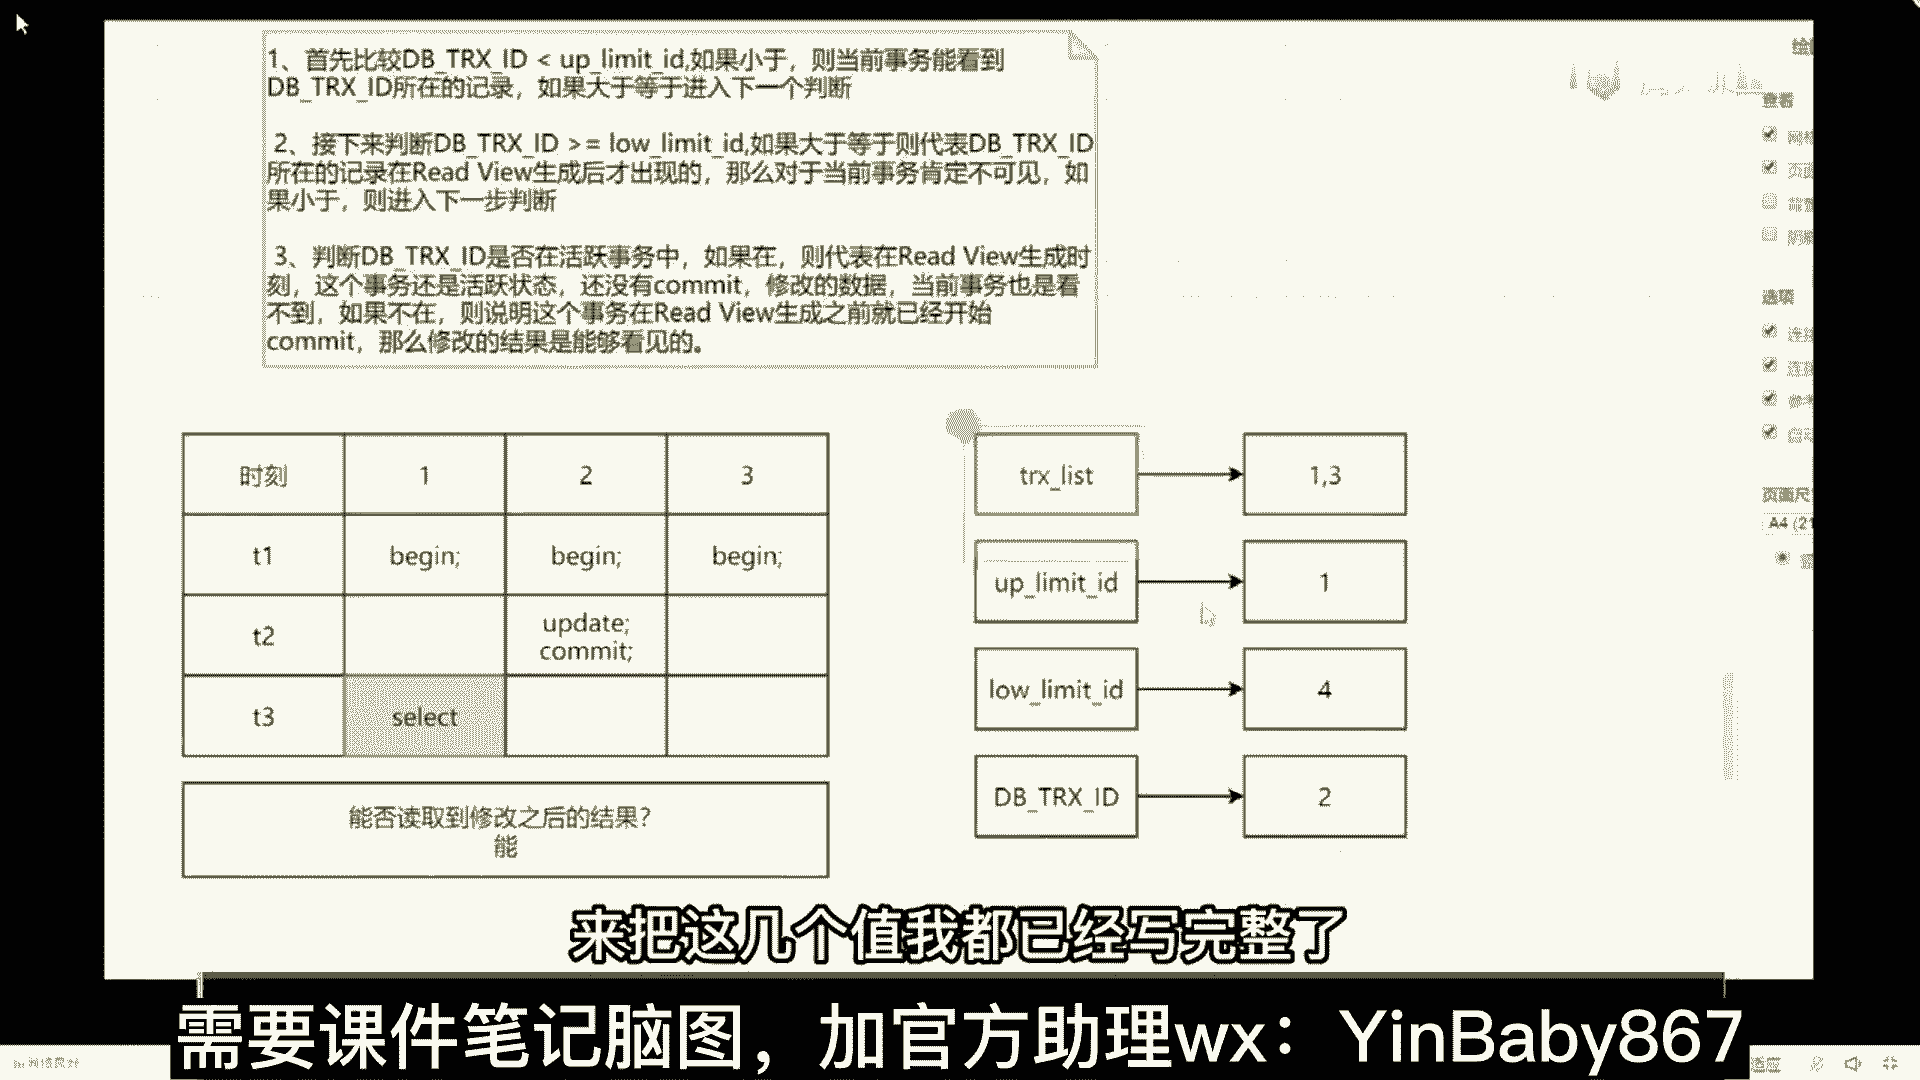 1、首先比较DB_TRX_ID < up_limit_id,如果小于，则当前事务能看到
DB_TRX_ID所在的记录，如果大于等于进入下一个判断
2、接下来判断DB_TRX_ID >= low_limit_id,如果大于等于则代表DB_TRX_ID
所在的记录在Read View生成后才出现的，那么对于当前事务肯定不可见，如
果小于，则进入下一步判断
3、判断DB_TRX_ID是否在活跃事务中，如果在，则代表在Read View生成时
刻，这个事务还是活跃状态，还没有commit，修改的数据，当前事务也是看
不到，如果不在，则说明这个事务在Read View生成之前就已经开始
commit，那么修改的结果是能够看见的。
查看
选项
页面尺
A4 (21
时刻 1 2 3
t1 begin; begin; begin;
t2 update;
commit;
t3 select
能否读取到修改之后的结果?
能
trx_list 1,3
up_limit_id 1
low_limit_id 4
DB_TRX_ID 2
来把这几个值我都已经写完整了
需要课件笔记脑图，加官方助理wx：YinBaby867
适应